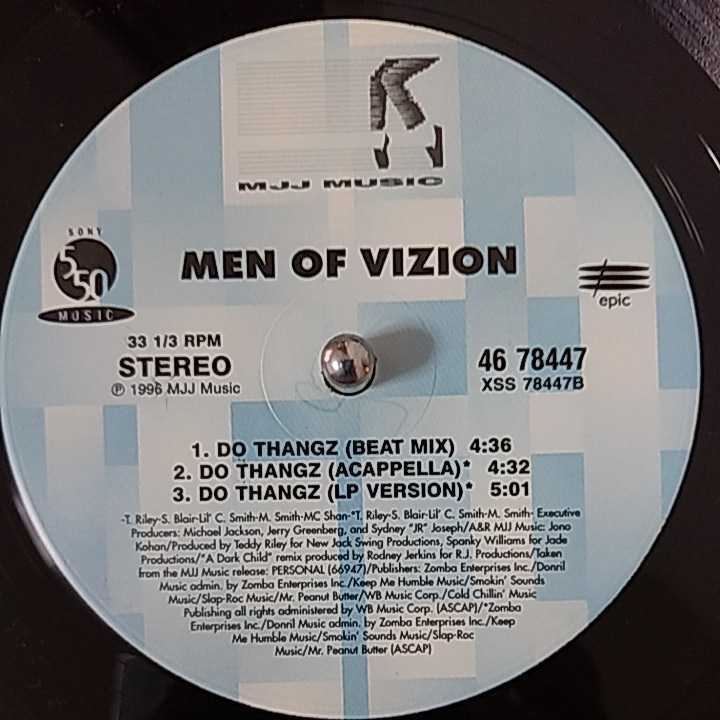 MJJ MUSIC
SONY
550
MUSIC
MEN OF VIZION
epic
33 1/3 RPM
STEREO
℗ 1996 MJJ Music
46 78447
XSS 78447B
1. DO THANGZ (BEAT MIX) 4:36
2. DO THANGZ (ACAPPELLA)* 4:32
3. DO THANGZ (LP VERSION)* 5:01
-T. Riley-S. Blair-Lil' C. Smith-M. Smith-MC Shan-*T. Riley-S. Blair-Lil' C. Smith-M. Smith- Executive
Producers: Michael Jackson, Jerry Greenberg, and Sydney "JR" Joseph/A&R MJJ Music: Jono
Kohan/Produced by Teddy Riley for New Jack Swing Productions, Spanky Williams for Jade
Productions/"A Dark Child" remix produced by Rodney Jerkins for R.J. Productions/Taken
from the MJJ Music release: PERSONAL (66947)/Publishers: Zomba Enterprises Inc./Donril
Music admin. by Zomba Enterprises Inc./Keep Me Humble Music/Smokin' Sounds
Music/Slap-Roc Music/Mr. Peanut Butter/WB Music Corp./Cold Chillin' Music
Publishing all rights administered by WB Music Corp. (ASCAP)/*Zomba
Enterprises Inc./Donril Music admin. by Zomba Enterprises Inc./Keep
Me Humble Music/Smokin' Sounds Music/Slap-Roc
Music/Mr. Peanut Butter (ASCAP)